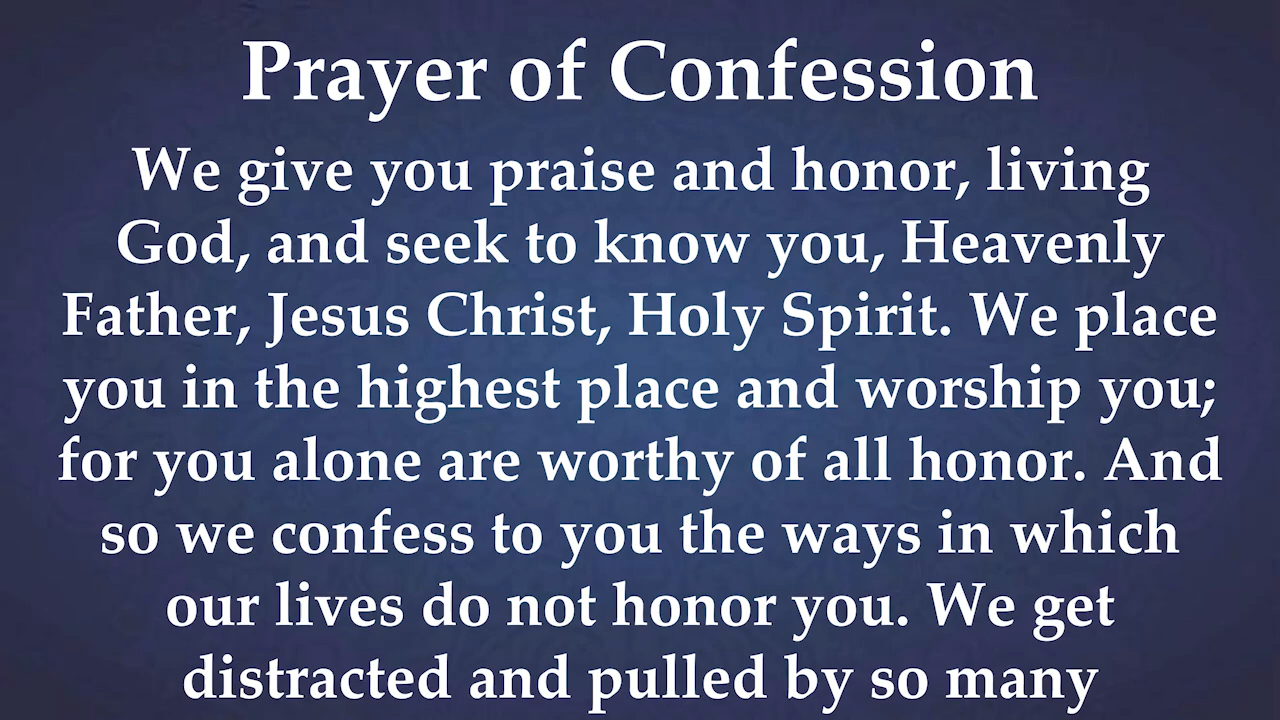 Prayer of Confession
We give you praise and honor, living
God, and seek to know you, Heavenly
Father, Jesus Christ, Holy Spirit. We place
you in the highest place and worship you;
for you alone are worthy of all honor. And
so we confess to you the ways in which
our lives do not honor you. We get
distracted and pulled by so many